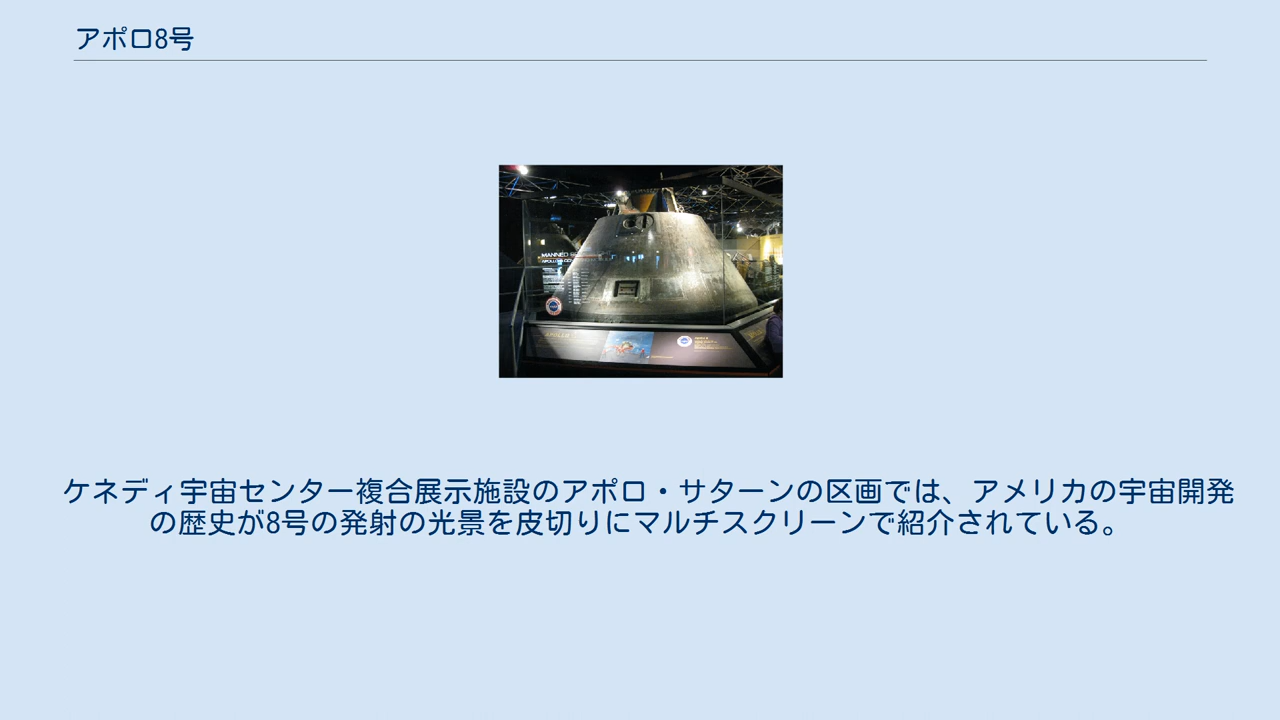 アポロ8号
MANNED
ケネディ宇宙センター複合展示施設のアポロ・サターンの区画では、アメリカの宇宙開発
の歴史が8号の発射の光景を皮切りにマルチスクリーンで紹介されている。